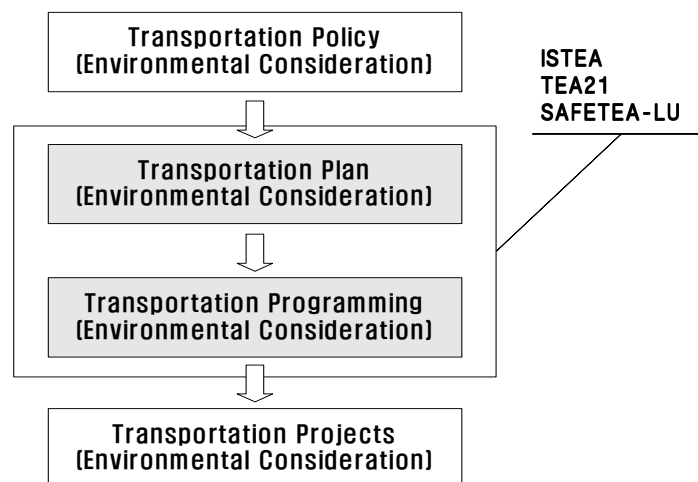 Transportation Policy
(Environmental Consideration)
ISTEA
TEA21
SAFETEA-LU
Transportation Plan
(Environmental Consideration)
Transportation Programming
(Environmental Consideration)
Transportation Projects
(Environmental Consideration)